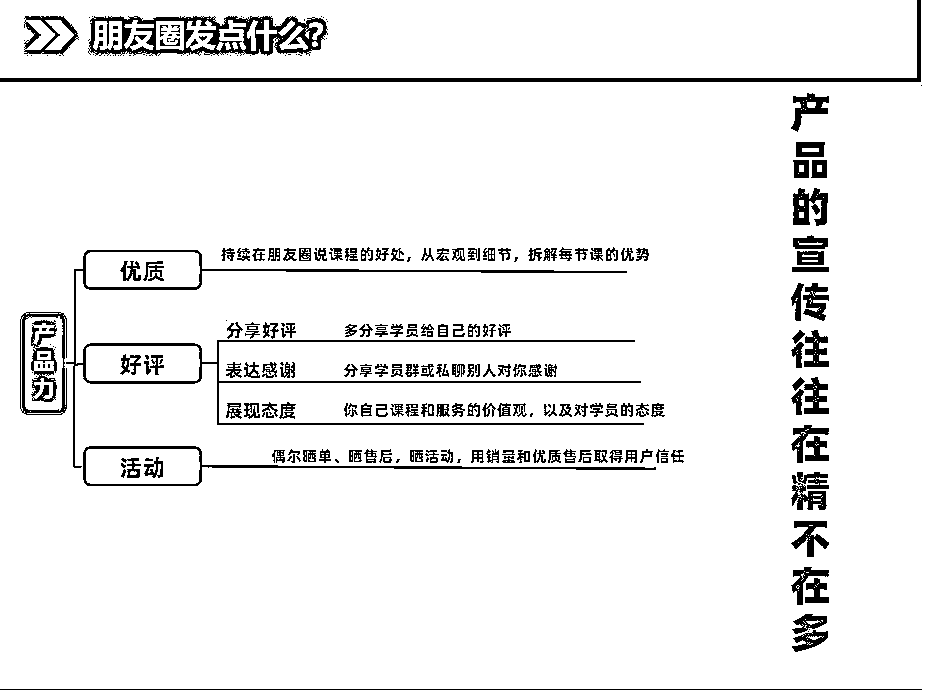 朋友圈发点什么?
产品力
优质
持续在朋友圈说课程的好处，从宏观到细节，拆解每节课的优势
好评
分享好评
多分享学员给自己的好评
表达感谢
分享学员群或私聊别人对你感谢
展现态度
你自己课程和服务的价值观，以及对学员的态度
活动
偶尔晒单、晒售后，晒活动，用销量和优质售后取得用户信任
产品的宣传往往在精不在多